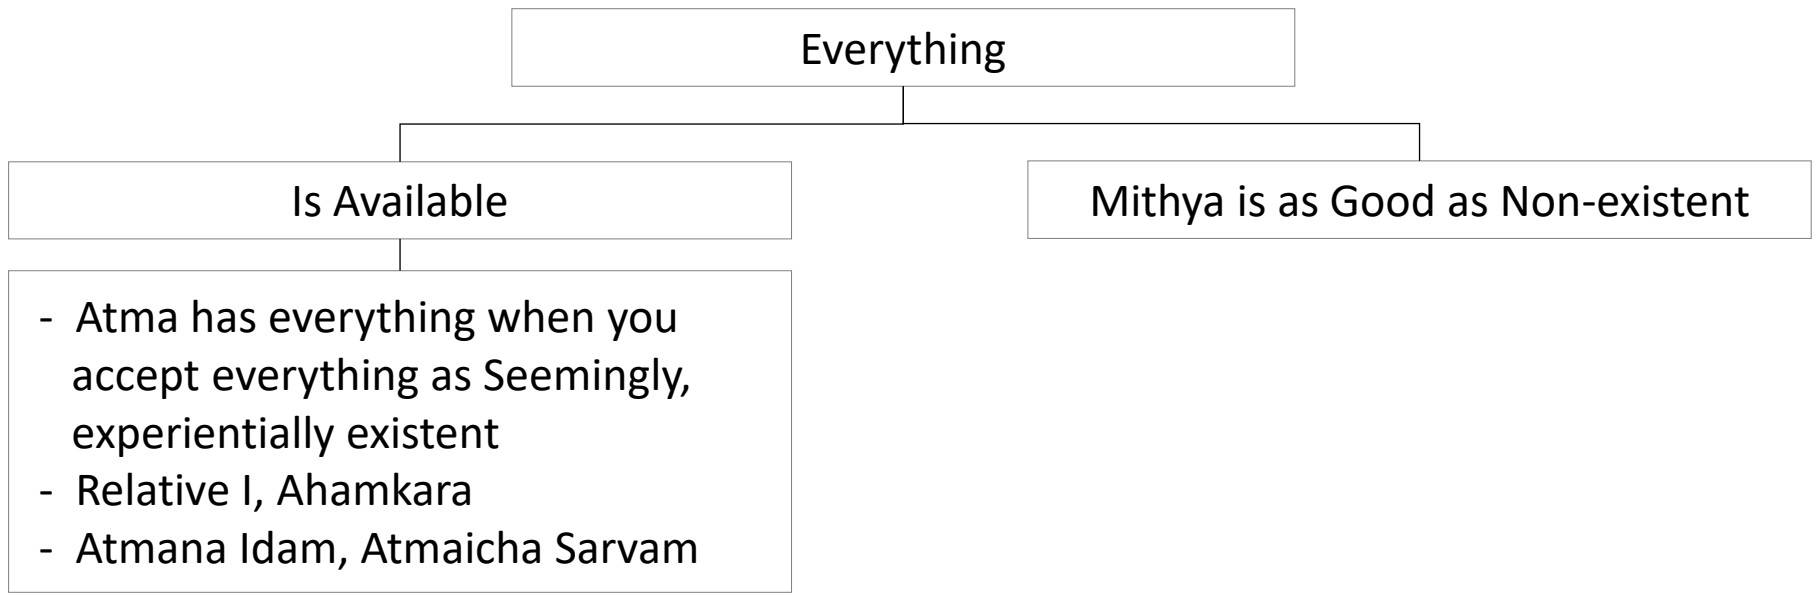 Everything
Is Available
Mithya is as Good as Non-existent
- Atma has everything when you
accept everything as Seemingly,
experientially existent
- Relative I, Ahamkara
- Atmana Idam, Atmaicha Sarvam